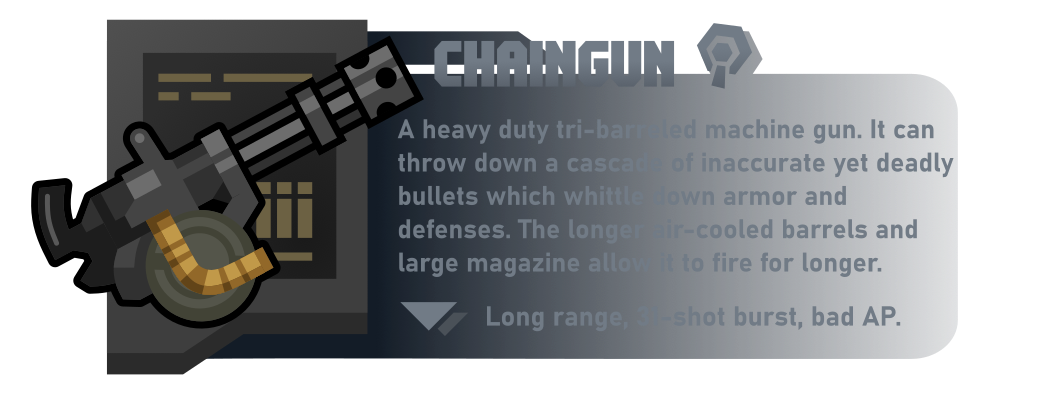 CHAINGUN
A heavy duty tri-barrelled machine gun. It can
throw down a cascade of inaccurate yet deadly
bullets which whittle down armor and
defenses. The longer air-cooled barrels and
large magazine allow it to fire for longer.
Long range, -shot burst, bad AP.